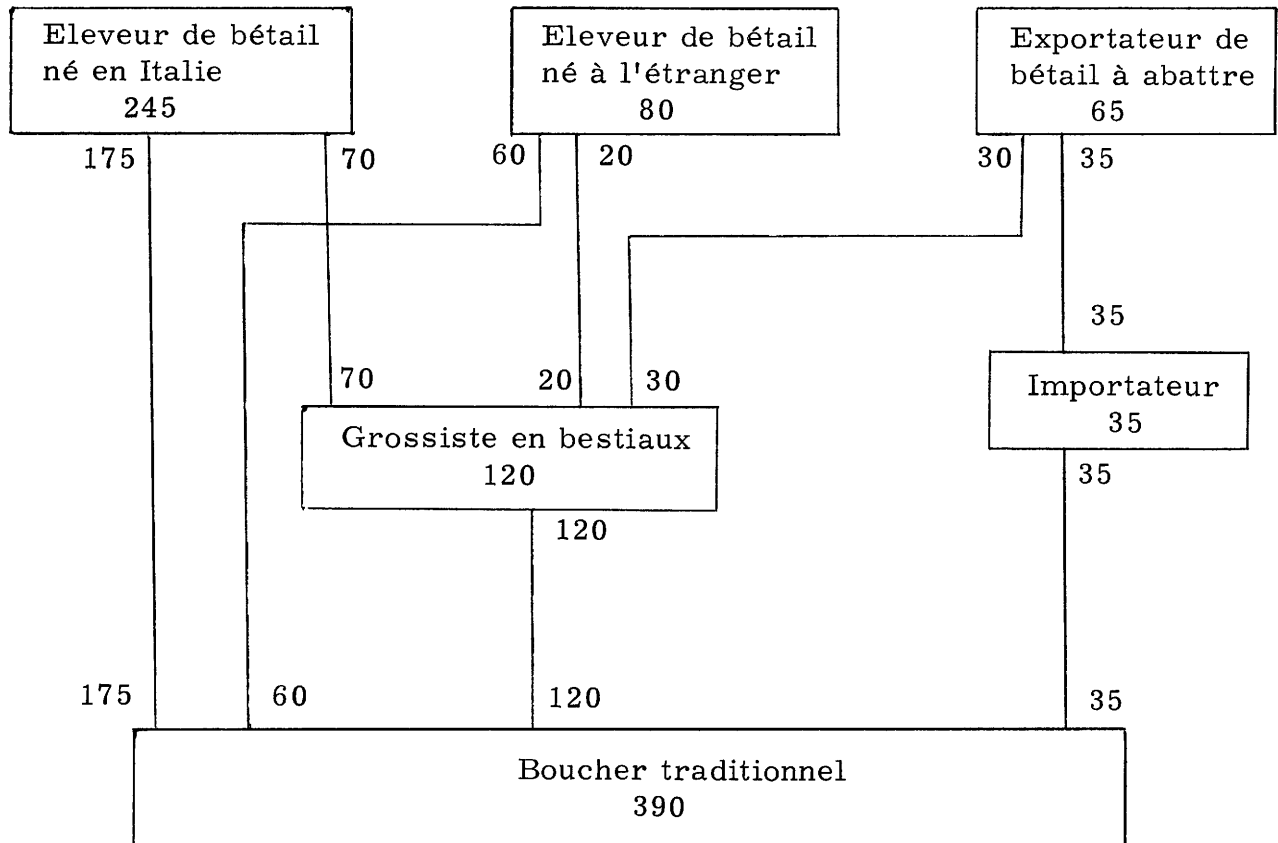 Eleveur de bétail
né en Italie
245
Eleveur de bétail
né à l'étranger
80
Exportateur de
bétail à abattre
65
175
70
60
20
30
35
35
70
20
30
Importateur
35
Grossiste en bestiaux
120
35
120
175
60
120
35
Boucher traditionnel
390